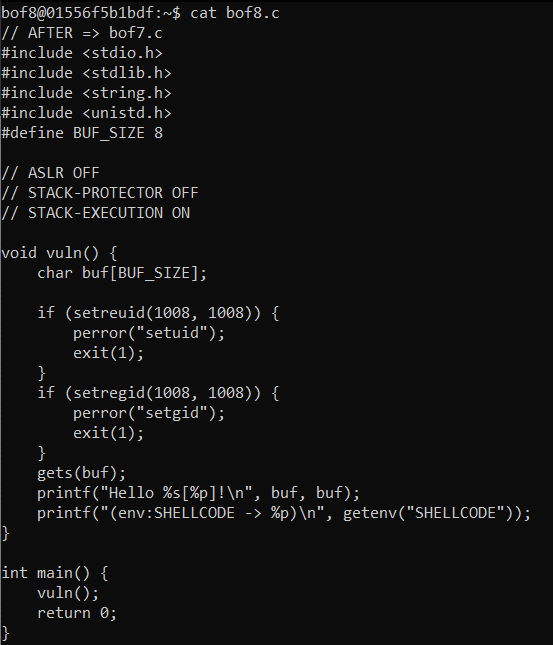 bof8@01556f5b1bdf:~$ cat bof8.c
// AFTER => bof7.c
#include <stdio.h>
#include <stdlib.h>
#include <string.h>
#include <unistd.h>
#define BUF_SIZE 8

// ASLR OFF
// STACK-PROTECTOR OFF
// STACK-EXECUTION ON

void vuln() {
    char buf[BUF_SIZE];

    if (setreuid(1008, 1008)) {
        perror("setuid");
        exit(1);
    }
    if (setregid(1008, 1008)) {
        perror("setgid");
        exit(1);
    }
    gets(buf);
    printf("Hello %s[%p]!\n", buf, buf);
    printf("(env:SHELLCODE -> %p)\n", getenv("SHELLCODE"));
}

int main() {
    vuln();
    return 0;
}